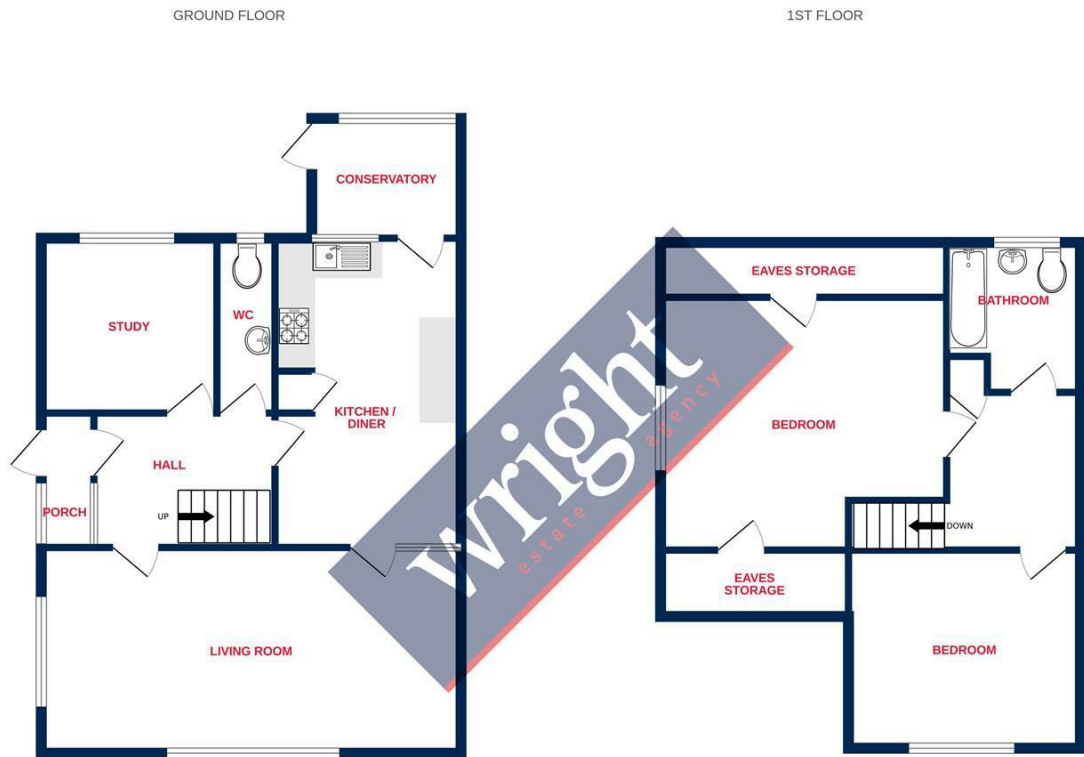 GROUND FLOOR
1ST FLOOR
CONSERVATORY
STUDY
WC
KITCHEN /
DINER
HALL
PORCH
UP
LIVING ROOM
EAVES STORAGE
BATHROOM
BEDROOM
DOWN
EAVES
STORAGE
BEDROOM
wright
estate agency